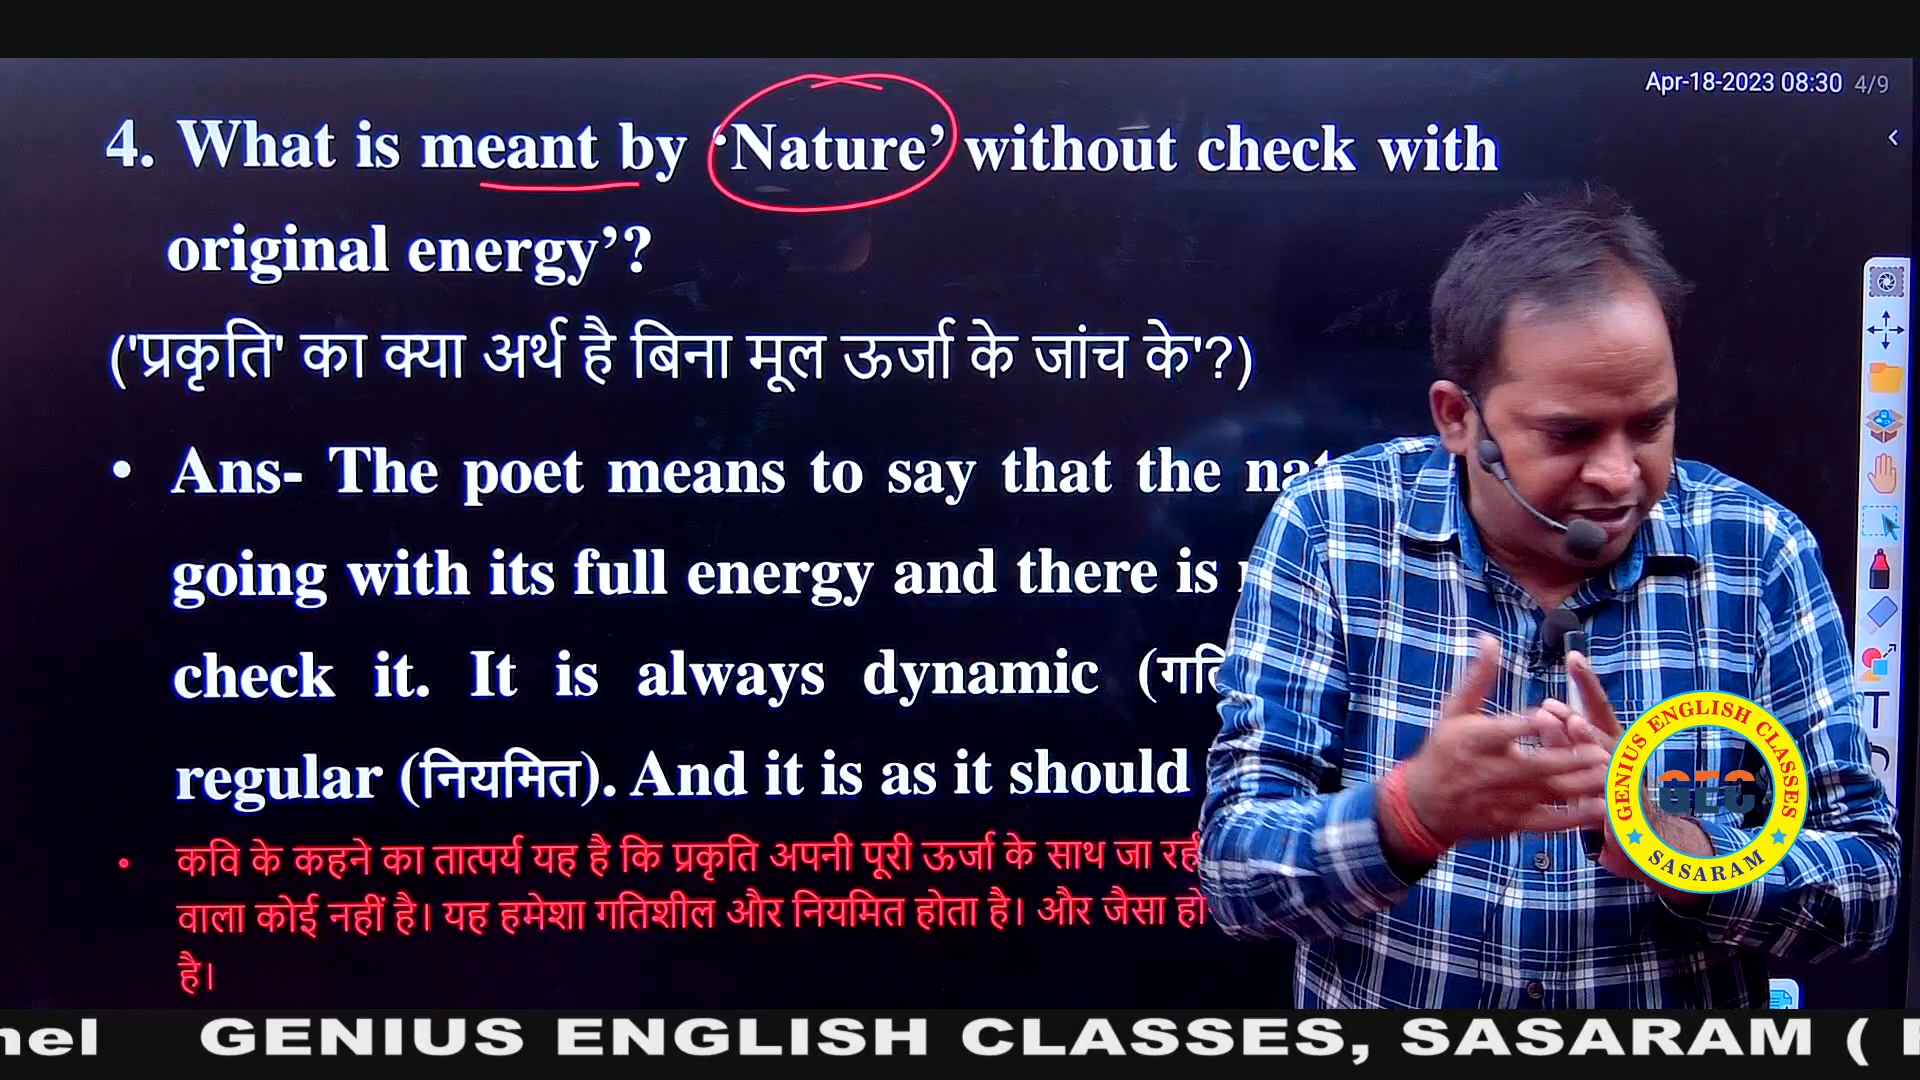 Apr-18-2023 08:30 4/9
4. What is meant by ‘Nature’ without check with
original energy’?
('प्रकृति' का क्या अर्थ है बिना मूल ऊर्जा के जांच के'?)
• Ans- The poet means to say that the
going with its full energy and there is
check it. It is always dynamic
regular (नियमित). And it is as it should
• कवि के कहने का तात्पर्य यह है कि प्रकृति अपनी पूरी ऊर्जा के साथ जा
वाला कोई नहीं है। यह हमेशा गतिशील और नियमित होता है। और जैसा
है।
GENIUS ENGLISH CLASSES
GEC
SASARAM
GENIUS ENGLISH CLASSES, SASARAM (